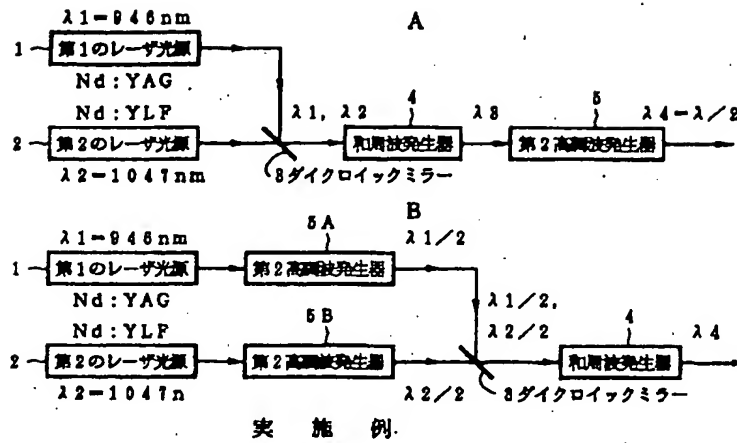 λ1=946nm
A
1 第1のレーザ光源
Nd:YAG
Nd:YLF
λ1, λ2 4 λ3 5 λ4=λ/2
2 第2のレーザ光源 和周波発生器 第2高調波発生器
λ2=1047nm
3ダイクロイックミラー
B
λ1=946nm 5A λ1/2
1 第1のレーザ光源 第2高調波発生器
Nd:YAG
λ1/2,
Nd:YLF 5B λ2/2 4 λ4
2 第2のレーザ光源 第2高調波発生器 和周波発生器
λ2=1047n λ2/2 3ダイクロイックミラー
実施例